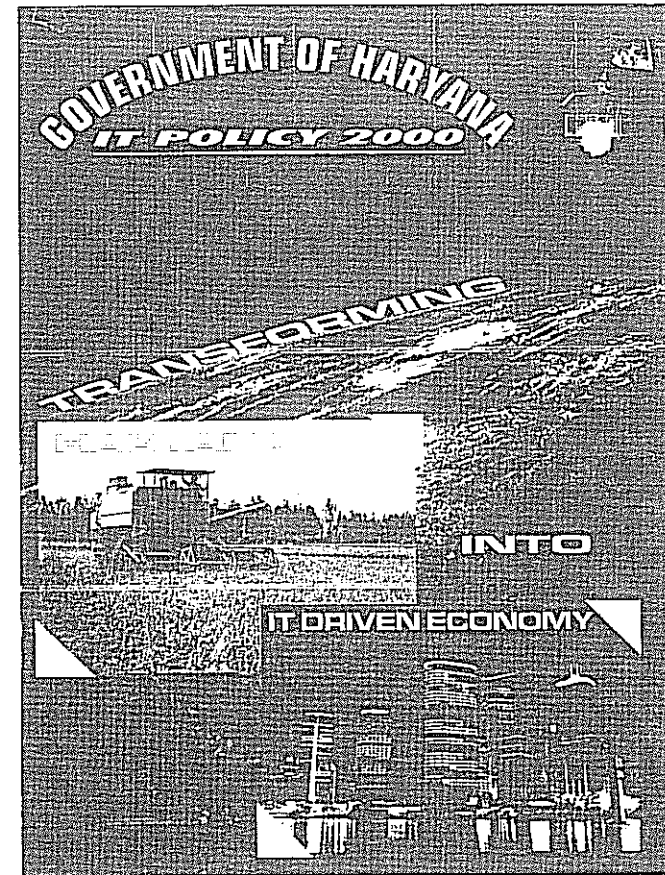 GOVERNMENT OF HARYANA
IT POLICY 2000
TRANSFORMING
INTO
IT DRIVEN ECONOMY